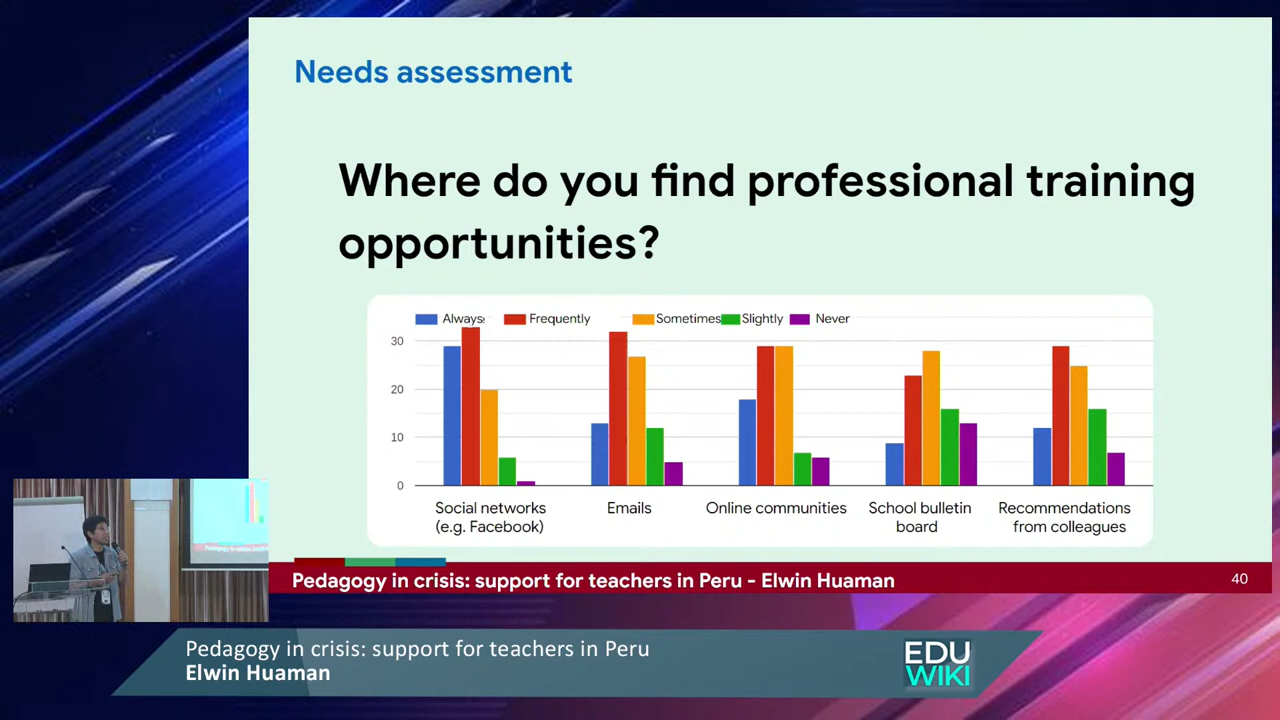 Needs assessment
Where do you find professional training
opportunities?
Always Frequently Sometimes Slightly Never
30
20
10
0
Social networks
(e.g. Facebook)
Emails
Online communities
School bulletin
board
Recommendations
from colleagues
Pedagogy in crisis: support for teachers in Peru - Elwin Huaman
40
Pedagogy in crisis: support for teachers in Peru
Elwin Huaman
EDU
WIKI